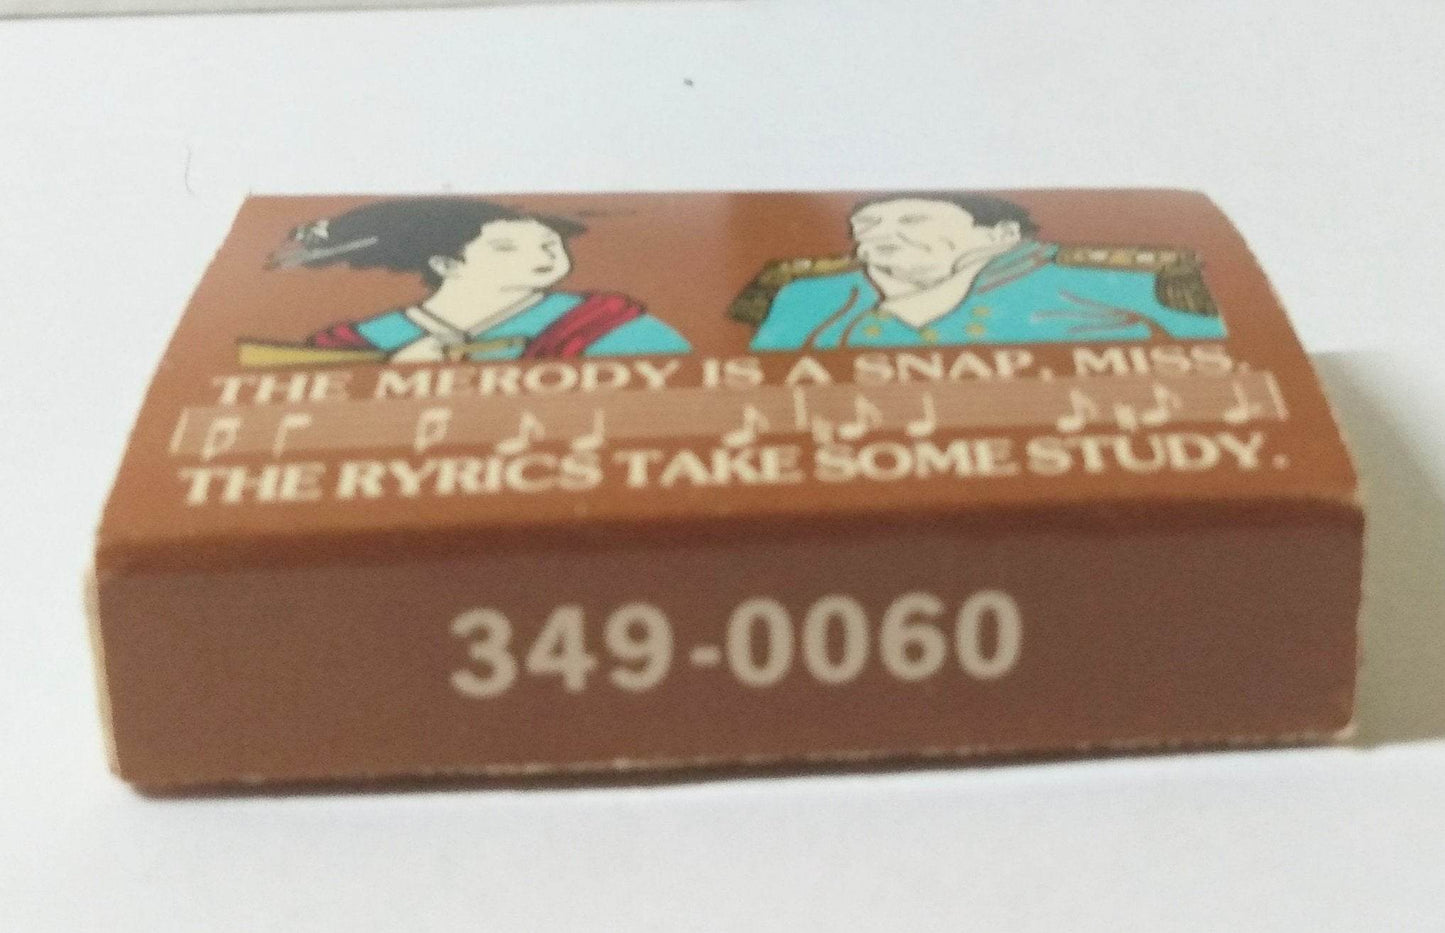 THE MERODY IS A SNAP, MISS.
THE RYRICS TAKE SOME STUDY.
349-0060